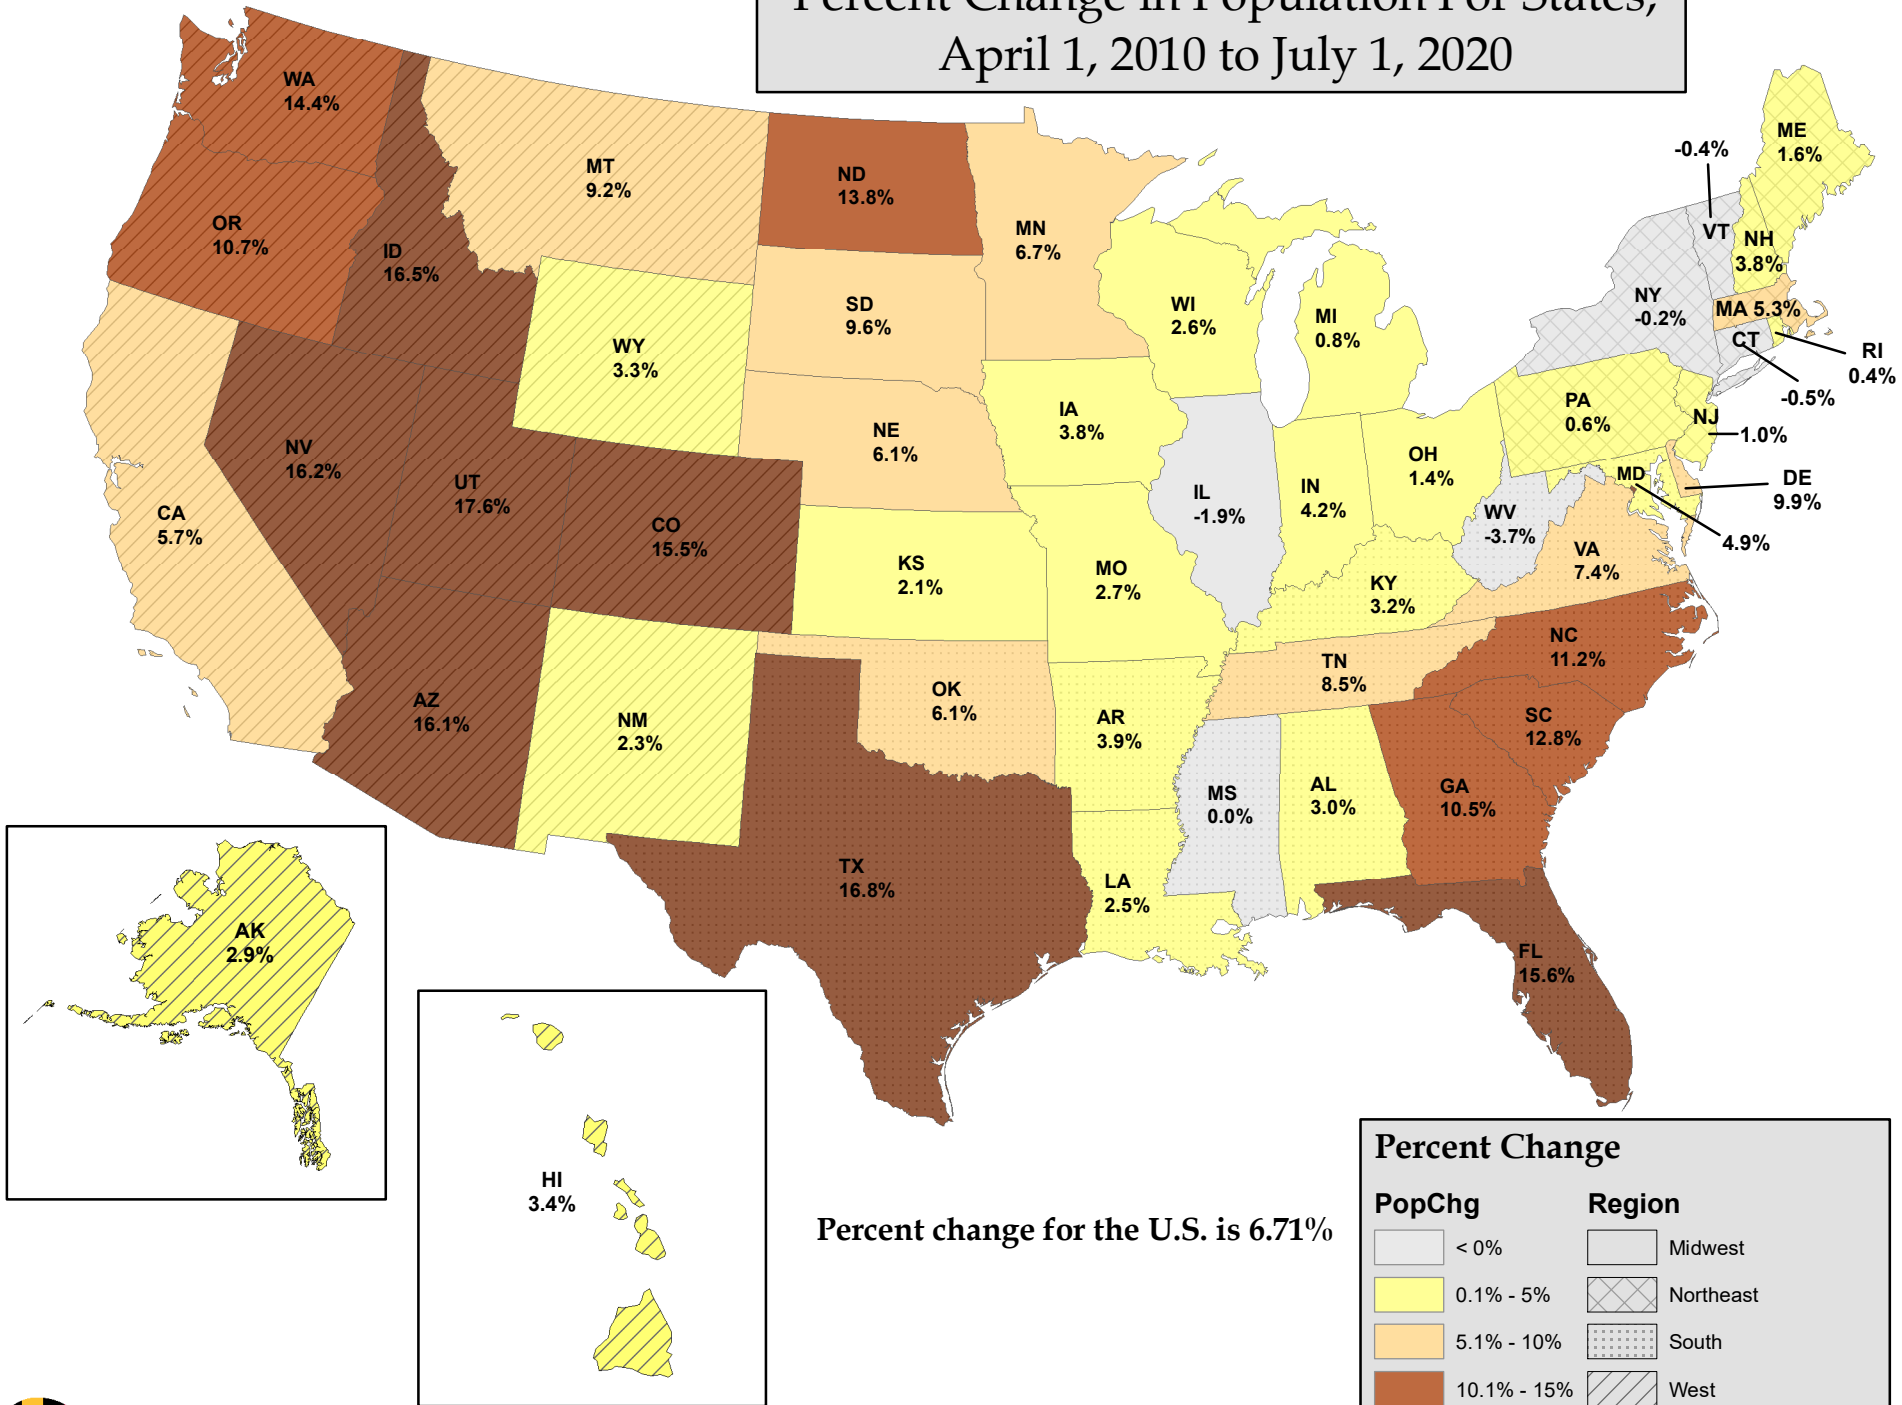 Percent Change in Population For States,
April 1, 2010 to July 1, 2020
WA
14.4%
MT
9.2%
ND
13.8%
MN
6.7%
ME
1.6%
-0.4%
VT
NH
3.8%
OR
10.7%
ID
16.5%
SD
9.6%
WI
2.6%
MI
0.8%
NY
-0.2%
MA 5.3%
CT
-0.5%
RI
0.4%
WY
3.3%
NE
6.1%
IA
3.8%
PA
0.6%
NJ
1.0%
NV
16.2%
UT
17.6%
CO
15.5%
CA
5.7%
KS
2.1%
MO
2.7%
IL
-1.9%
IN
4.2%
OH
1.4%
WV
-3.7%
MD
4.9%
DE
9.9%
VA
7.4%
KY
3.2%
NC
11.2%
TN
8.5%
SC
12.8%
AZ
16.1%
NM
2.3%
OK
6.1%
AR
3.9%
MS
0.0%
AL
3.0%
GA
10.5%
TX
16.8%
LA
2.5%
FL
15.6%
AK
2.9%
HI
3.4%
Percent change for the U.S. is 6.71%
Percent Change
PopChg Region
< 0% Midwest
0.1% - 5% Northeast
5.1% - 10% South
10.1% - 15% West